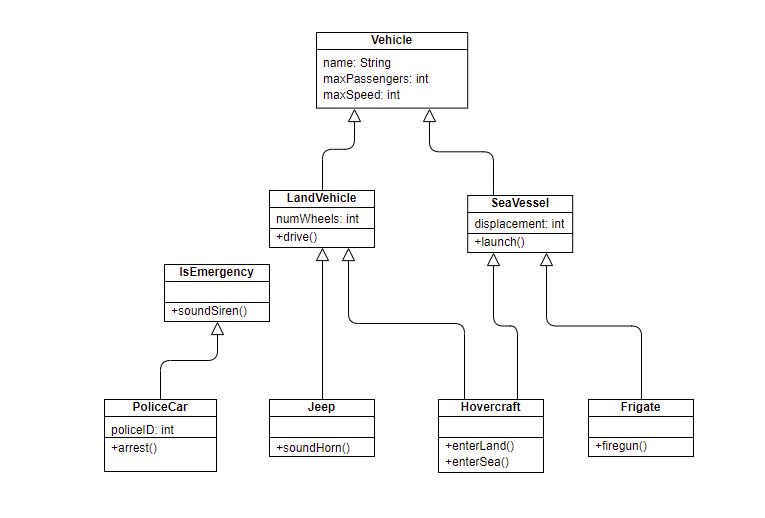 Vehicle
name: String
maxPassengers: int
maxSpeed: int
LandVehicle
numWheels: int
+drive()
SeaVessel
displacement: int
+launch()
IsEmergency
+soundSiren()
PoliceCar
policeID: int
+arrest()
Jeep
+soundHorn()
Hovercraft
+enterLand()
+enterSea()
Frigate
+firegun()